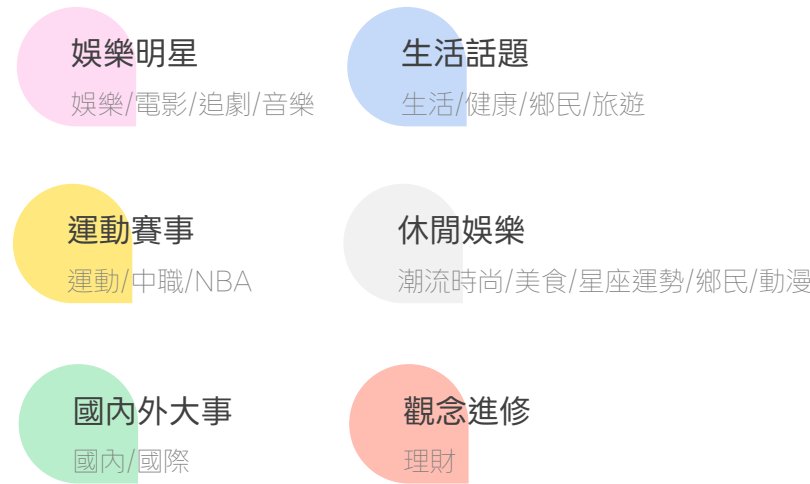 娛樂明星
娛樂/電影/追劇/音樂
生活話題
生活/健康/鄉民/旅遊
運動賽事
運動/中職/NBA
休閒娛樂
潮流時尚/美食/星座運勢/鄉民/動漫
國內外大事
國內/國際
觀念進修
理財